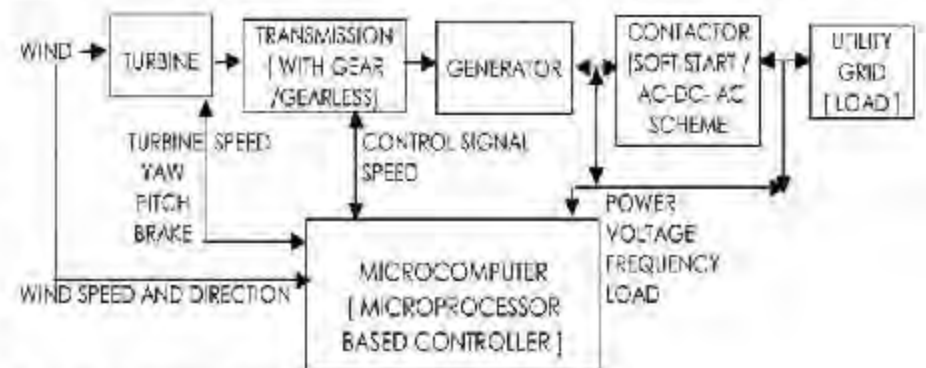 WIND
TURBINE
TRANSMISSION
[ WITH GEAR
/GEARLESS]
GENERATOR
CONTACTOR
[SOFT START /
AC-DC- AC
SCHEME
UTILITY
GRID
[ LOAD ]
TURBINE SPEED
YAW
PITCH
BRAKE
CONTROL SIGNAL
SPEED
POWER
VOLTAGE
FREQUENCY
LOAD
WIND SPEED AND DIRECTION
MICROCOMPUTER
[ MICROPROCESSOR
BASED CONTROLLER ]